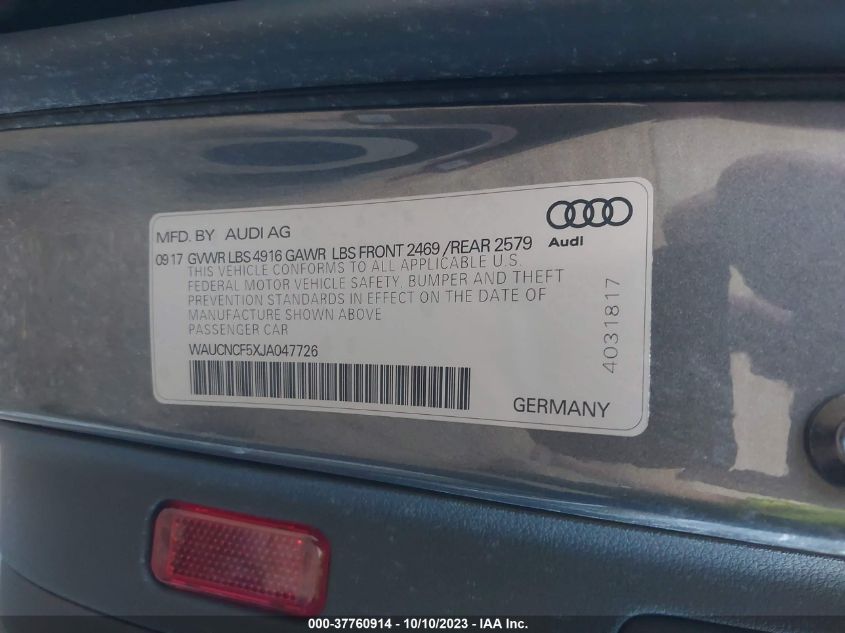 MFD. BY AUDI AG
Audi
0917 GVWR LBS 4916 GAWR LBS FRONT 2469 /REAR 2579
THIS VEHICLE CONFORMS TO ALL APPLICABLE U.S.
FEDERAL MOTOR VEHICLE SAFETY, BUMPER AND THEFT
PREVENTION STANDARDS IN EFFECT ON THE DATE OF
MANUFACTURE SHOWN ABOVE
PASSENGER CAR
WAUCNCF5XJA047726
4031817
GERMANY
000-37760914 - 10/10/2023 - IAA Inc.